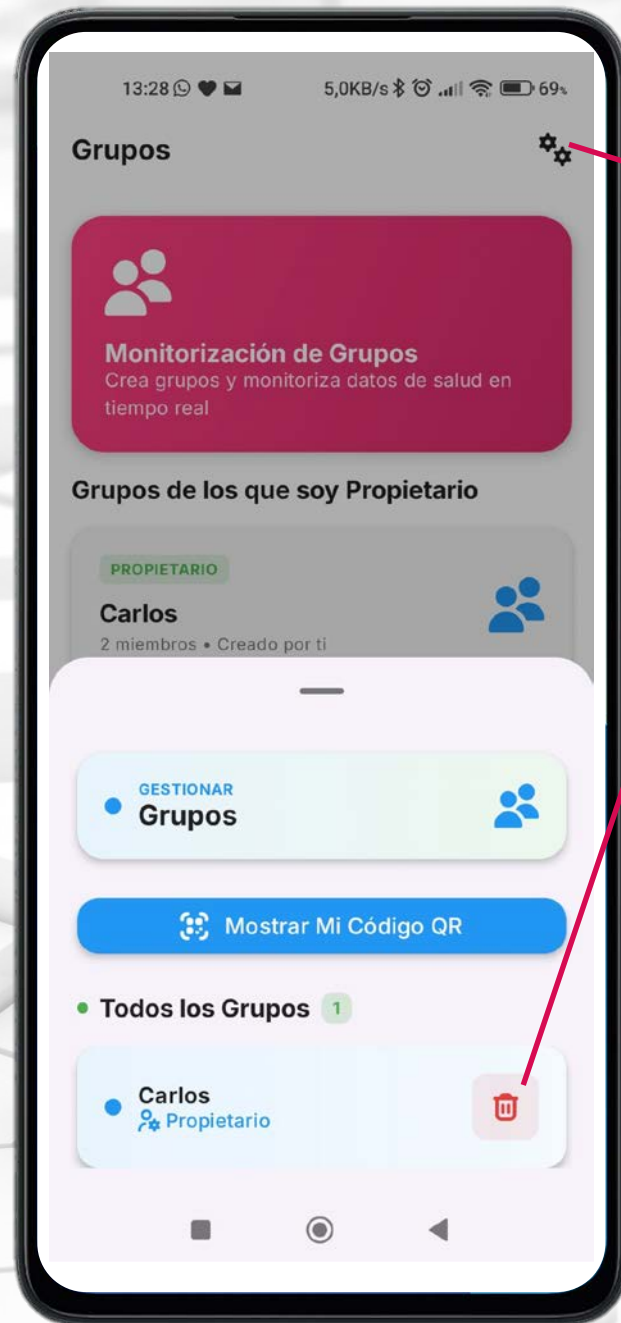 13:28 5,0KB/s 69%
Grupos
Monitorización de Grupos
Crea grupos y monitoriza datos de salud en
tiempo real
Grupos de los que soy Propietario
PROPIETARIO
Carlos
2 miembros • Creado por ti
GESTIONAR
Grupos
Mostrar Mi Código QR
Todos los Grupos 1
Carlos
Propietario